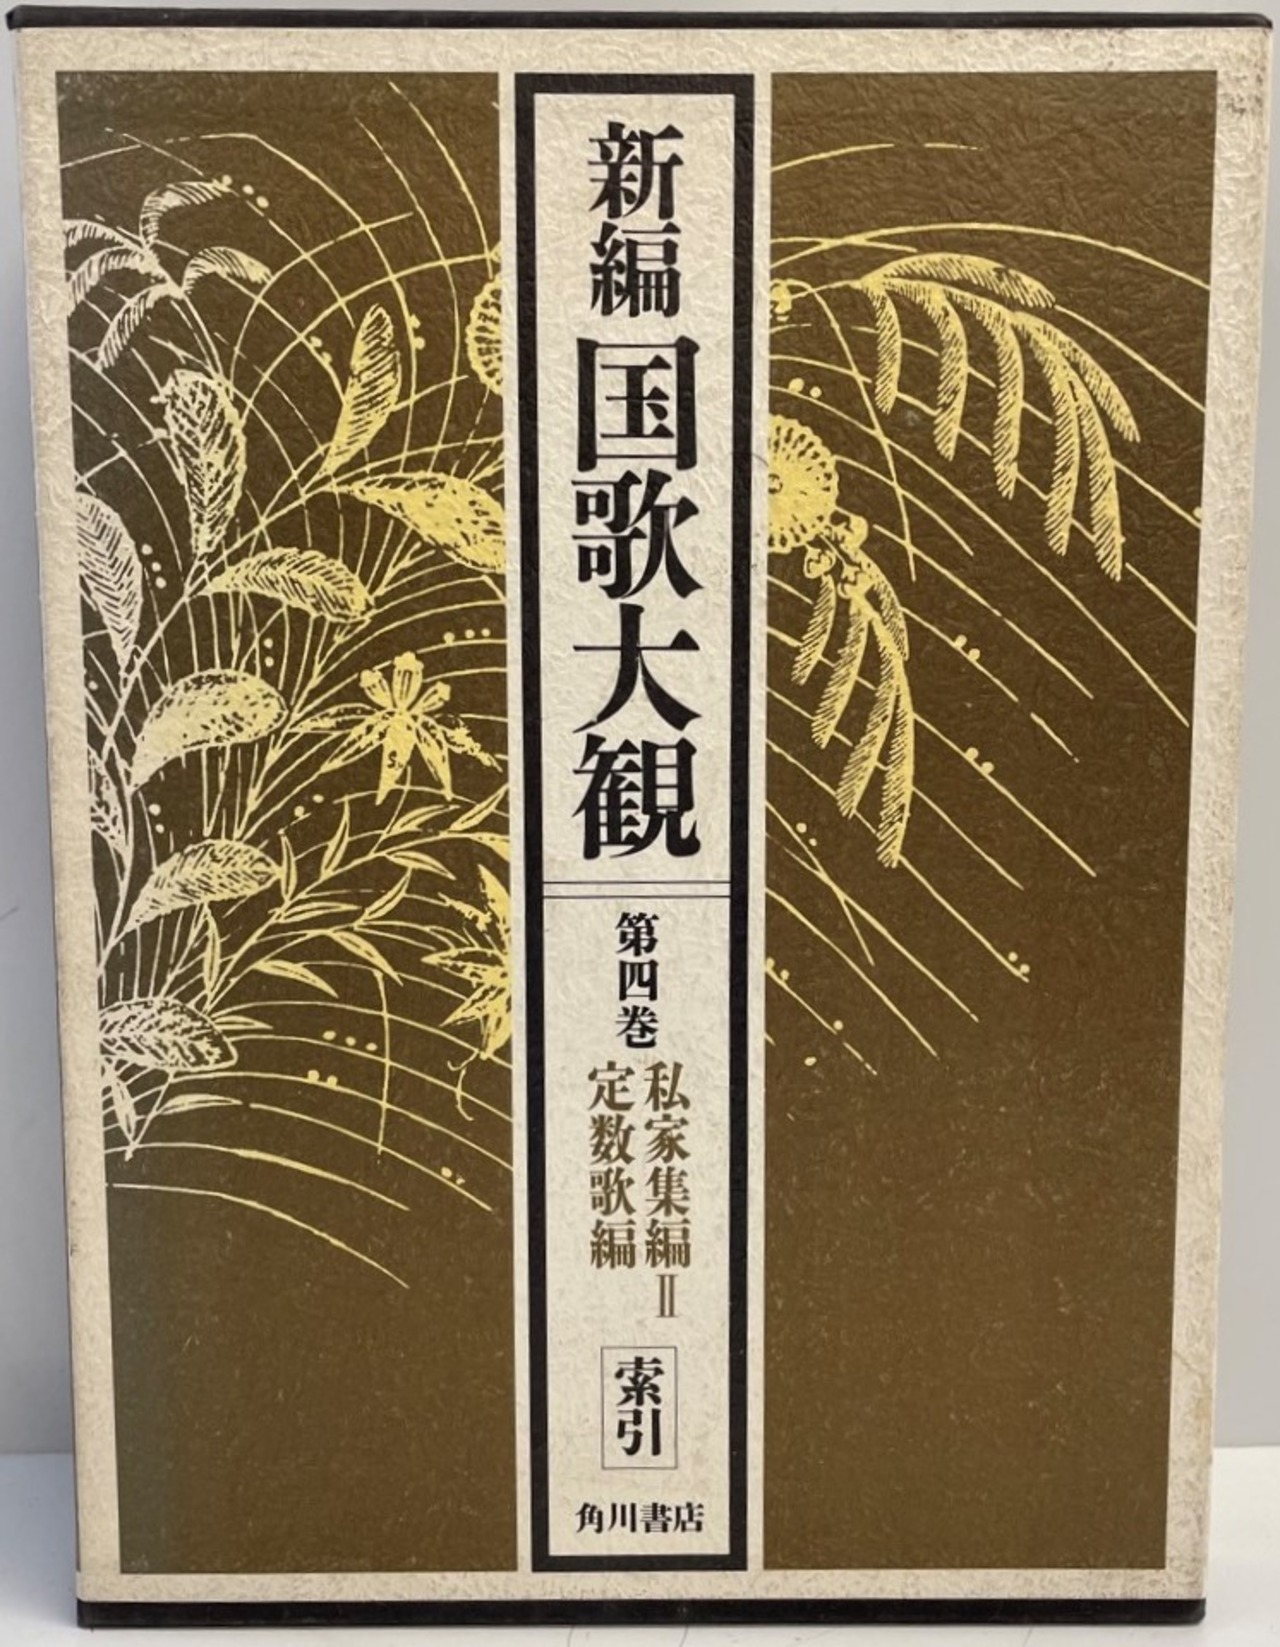 新編 国歌大観
第四巻
私家集編Ⅱ
定数歌編
索引
角川書店